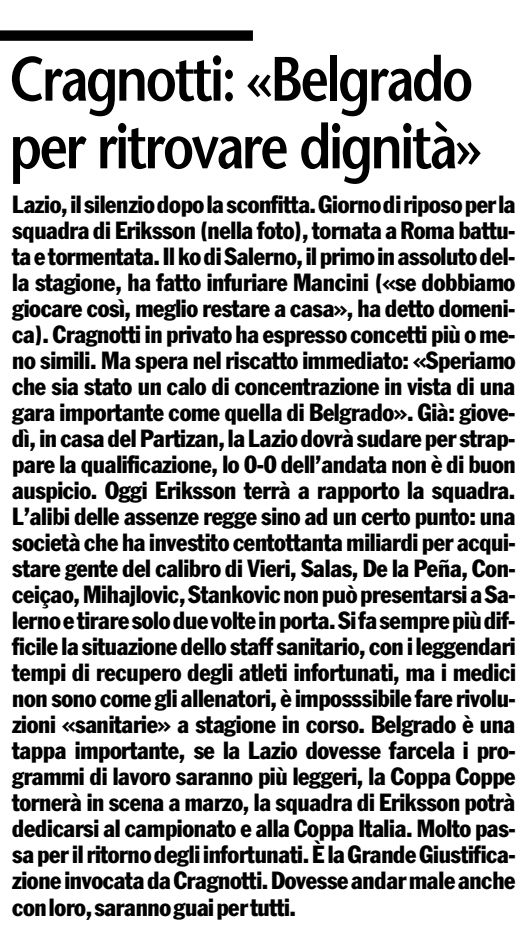 Cragnotti: «Belgrado
per ritrovare dignità»
Lazio, il silenzio dopo la sconfitta. Giorno di riposo per la
squadra di Eriksson (nella foto), tornata a Roma battu-
ta e tormentata. Il ko di Salerno, il primo in assoluto del-
la stagione, ha fatto infuriare Mancini («se dobbiamo
giocare così, meglio restare a casa», ha detto domeni-
ca). Cragnotti in privato ha espresso concetti più o me-
no simili. Ma spera nel riscatto immediato: «Speriamo
che sia stato un calo di concentrazione in vista di una
gara importante come quella di Belgrado». Già: giove-
dì, in casa del Partizan, la Lazio dovrà sudare per strap-
pare la qualificazione, lo 0-0 dell'andata non è di buon
auspicio. Oggi Eriksson terrà a rapporto la squadra.
L'alibi delle assenze regge sino ad un certo punto: una
società che ha investito centottanta miliardi per acqui-
stare gente del calibro di Vieri, Salas, De la Peña, Con-
ceiçao, Mihajlovic, Stankovic non può presentarsi a Sa-
lerno e tirare solo due volte in porta. Si fa sempre più dif-
ficile la situazione dello staff sanitario, con i leggendari
tempi di recupero degli atleti infortunati, ma i medici
non sono come gli allenatori, è imposssibile fare rivolu-
zioni «sanitarie» a stagione in corso. Belgrado è una
tappa importante, se la Lazio dovesse farcela i pro-
grammi di lavoro saranno più leggeri, la Coppa Coppe
tornerà in scena a marzo, la squadra di Eriksson potrà
dedicarsi al campionato e alla Coppa Italia. Molto pas-
sa per il ritorno degli infortunati. È la Grande Giustifica-
zione invocata da Cragnotti. Dovesse andar male anche
con loro, saranno guai per tutti.